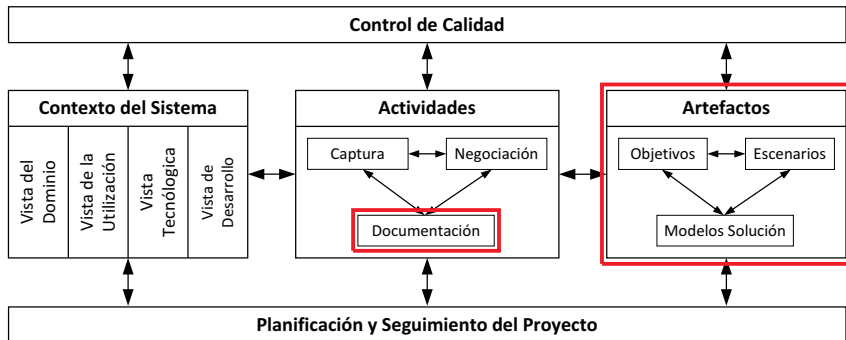 Control de Calidad
Contexto del Sistema
Vista del
Dominio
Vista de la
Utilización
Vista
Tecnólogica
Vista de
Desarrollo
Actividades
Captura
Negociación
Documentación
Artefactos
Objetivos
Escenarios
Modelos Solución
Planificación y Seguimiento del Proyecto